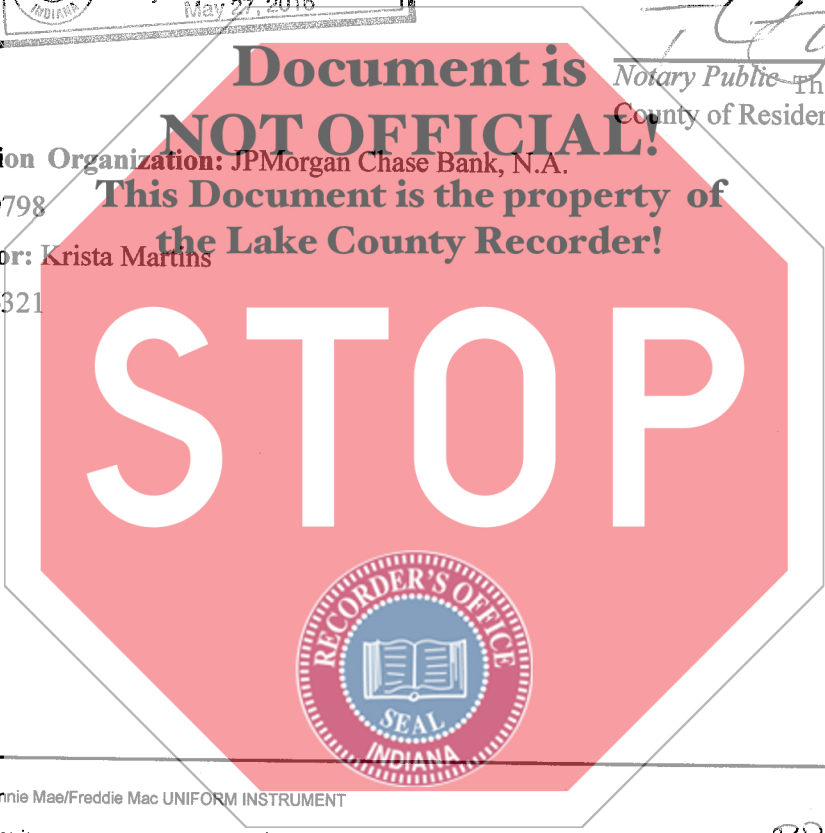 INDIANA
May 27, 2016
Document is
Notary Public Th
NOT OFFICIAL!
County of Residen
ion Organization: JPMorgan Chase Bank, N.A.
798
This Document is the property of
the Lake County Recorder!
or: Krista Martins
321
STOP
RECORDER'S OFFICE
SEAL
INDIANA
nnie Mae/Freddie Mac UNIFORM INSTRUMENT